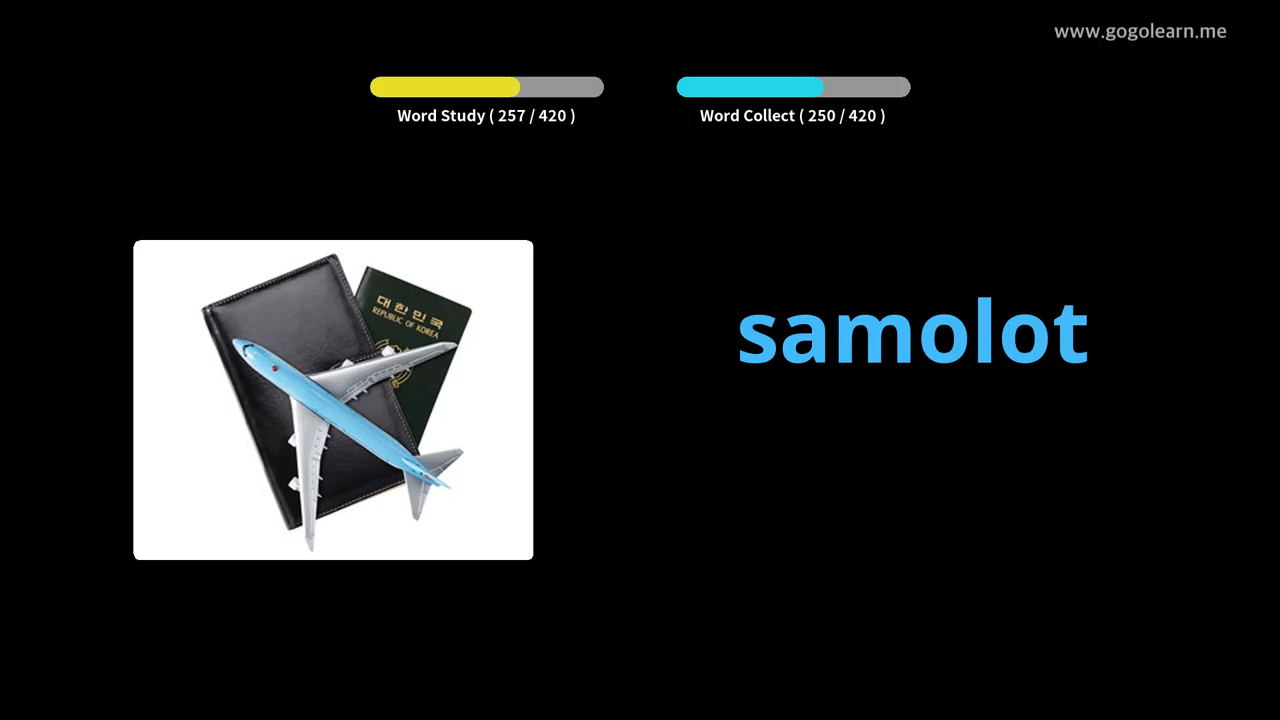 www.gogolearn.me
Word Study ( 257 / 420 )
Word Collect ( 250 / 420 )
대한민국
REPUBLIC OF KOREA
samolot